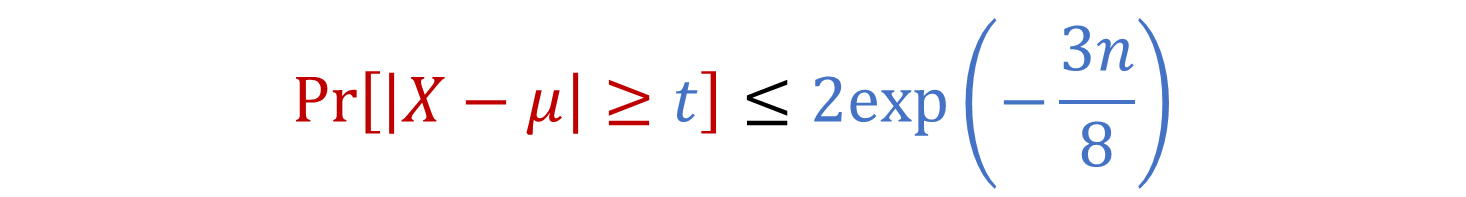 Pr[|X − μ| ≥ t] ≤ 2exp(−3n/8)